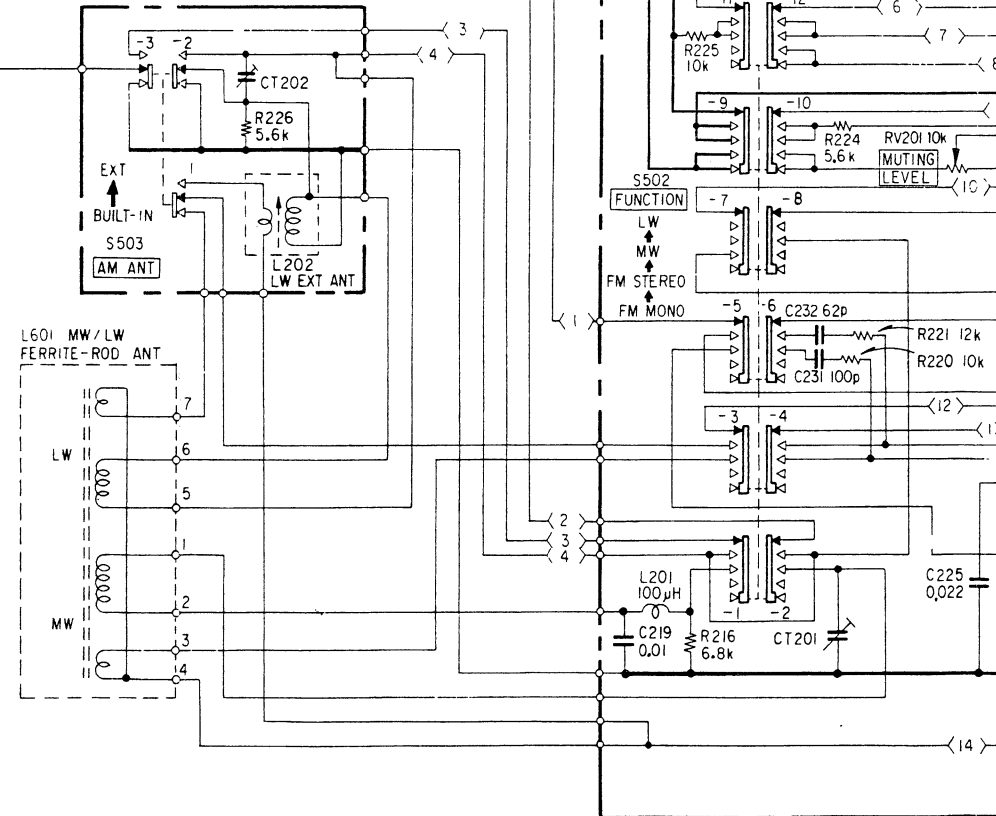 -3 -2
CT202
R226
5.6k
EXT
BUILT-IN
S503
AM ANT
1
L202
LW EXT ANT
3
4
L601 MW/LW
FERRITE-ROD ANT
LW
MW
7
6
5
1
2
3
4
6
7
8
R225
10k
-9 -10
R224
5.6k
RV201 10k
MUTING
LEVEL
10
S502
FUNCTION
LW
MW
FM STEREO
FM MONO
-7 -8
1
-5 -6
C232 62p
R221 12k
R220 10k
C231 100p
12
-3 -4
2
3
4
-1 -2
L201
100µH
C219
0.01
R216
6.8k
CT201
C225
0.022
14